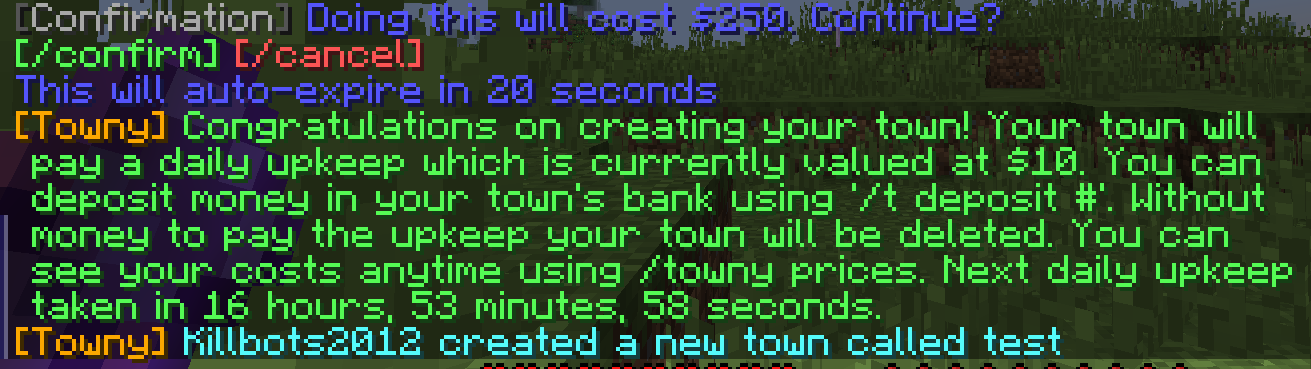 [Confirmation] Doing this will cost $250. Continue?
[/confirm] [/cancel]
This will auto-expire in 20 seconds
[Towny] Congratulations on creating your town! Your town will
pay a daily upkeep which is currently valued at $10. You can
deposit money in your town's bank using '/t deposit #'. Without
money to pay the upkeep your town will be deleted. You can
see your costs anytime using /towny prices. Next daily upkeep
taken in 16 hours, 53 minutes, 58 seconds.
[Towny] Killbots2012 created a new town called test